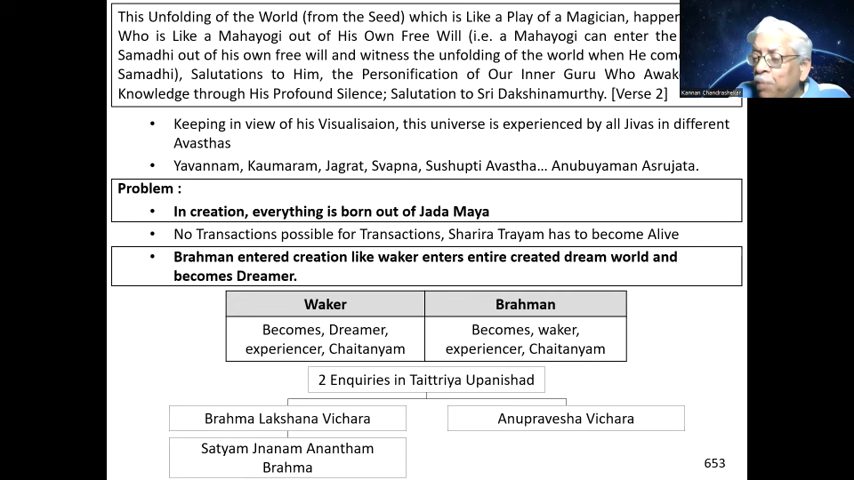 This Unfolding of the World (from the Seed) which is Like a Play of a Magician, happen
Who is Like a Mahayogi out of His Own Free Will (i.e. a Mahayogi can enter the
Samadhi out of his own free will and witness the unfolding of the world when He com
Samadhi), Salutations to Him, the Personification of Our Inner Guru Who Awak
Knowledge through His Profound Silence; Salutation to Sri Dakshinamurthy. [Verse 2]
Kannan Chandrashekar
• Keeping in view of his Visualisaion, this universe is experienced by all Jivas in different
Avasthas
• Yavannam, Kaumaram, Jagrat, Svapna, Sushupti Avastha... Anubuyaman Asrujata.
Problem :
• In creation, everything is born out of Jada Maya
• No Transactions possible for Transactions, Sharira Trayam has to become Alive
• Brahman entered creation like waker enters entire created dream world and
becomes Dreamer.
Waker Brahman
Becomes, Dreamer, Becomes, waker,
experiencer, Chaitanyam experiencer, Chaitanyam
2 Enquiries in Taittriya Upanishad
Brahma Lakshana Vichara Anupravesha Vichara
Satyam Jnanam Anantham
Brahma
653